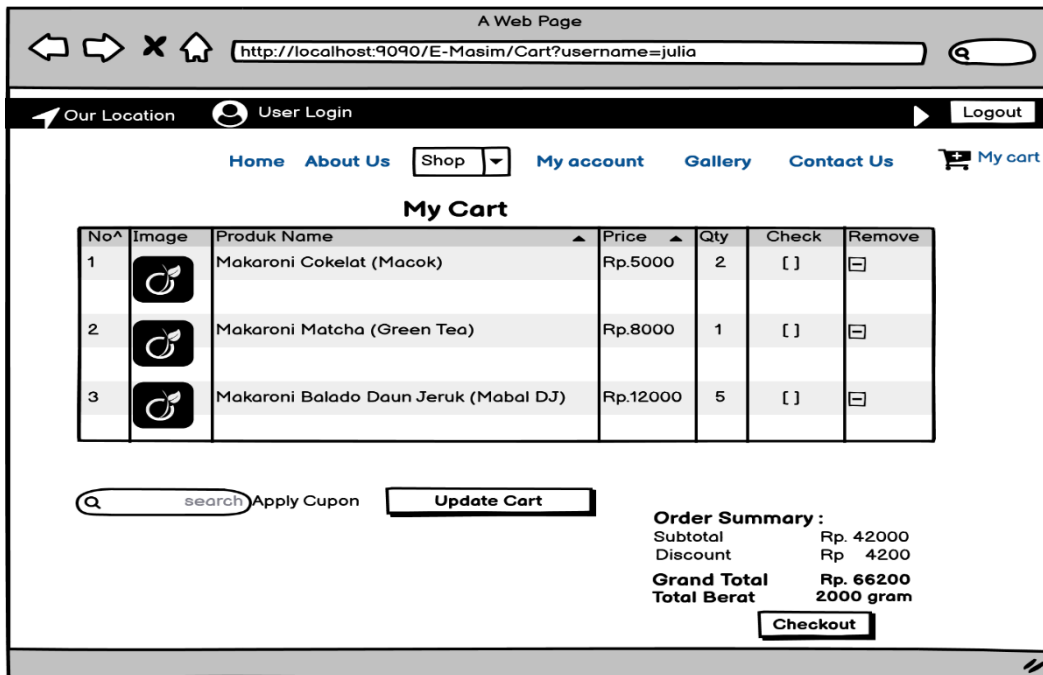 A Web Page
http://localhost:9090/E-Masim/Cart?username=julia
Our Location User Login Logout
Home About Us Shop My account Gallery Contact Us My cart
My Cart
No^ Image Produk Name Price Qty Check Remove
1 Makaroni Cokelat (Macok) Rp.5000 2 [ ]
2 Makaroni Matcha (Green Tea) Rp.8000 1 [ ]
3 Makaroni Balado Daun Jeruk (Mabal DJ) Rp.12000 5 [ ]
search Apply Cupon Update Cart
Order Summary :
Subtotal Rp. 42000
Discount Rp 4200
Grand Total Rp. 66200
Total Berat 2000 gram
Checkout